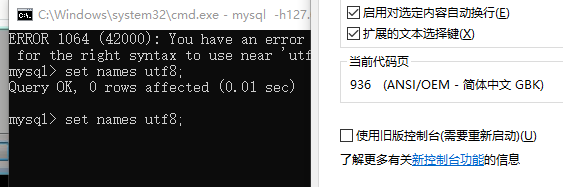 C:\Windows\system32\cmd.exe - mysql -h127.
ERROR 1064 (42000): You have an error
for the right syntax to use near 'utf
mysql> set names utf8;
Query OK, 0 rows affected (0.01 sec)
mysql> set names utf8;
启用对选定内容自动换行(E)
扩展的文本选择键(X)
当前代码页
936 (ANSI/OEM - 简体中文 GBK)
使用旧版控制台(需要重新启动)(U)
了解更多有关新控制台功能的信息